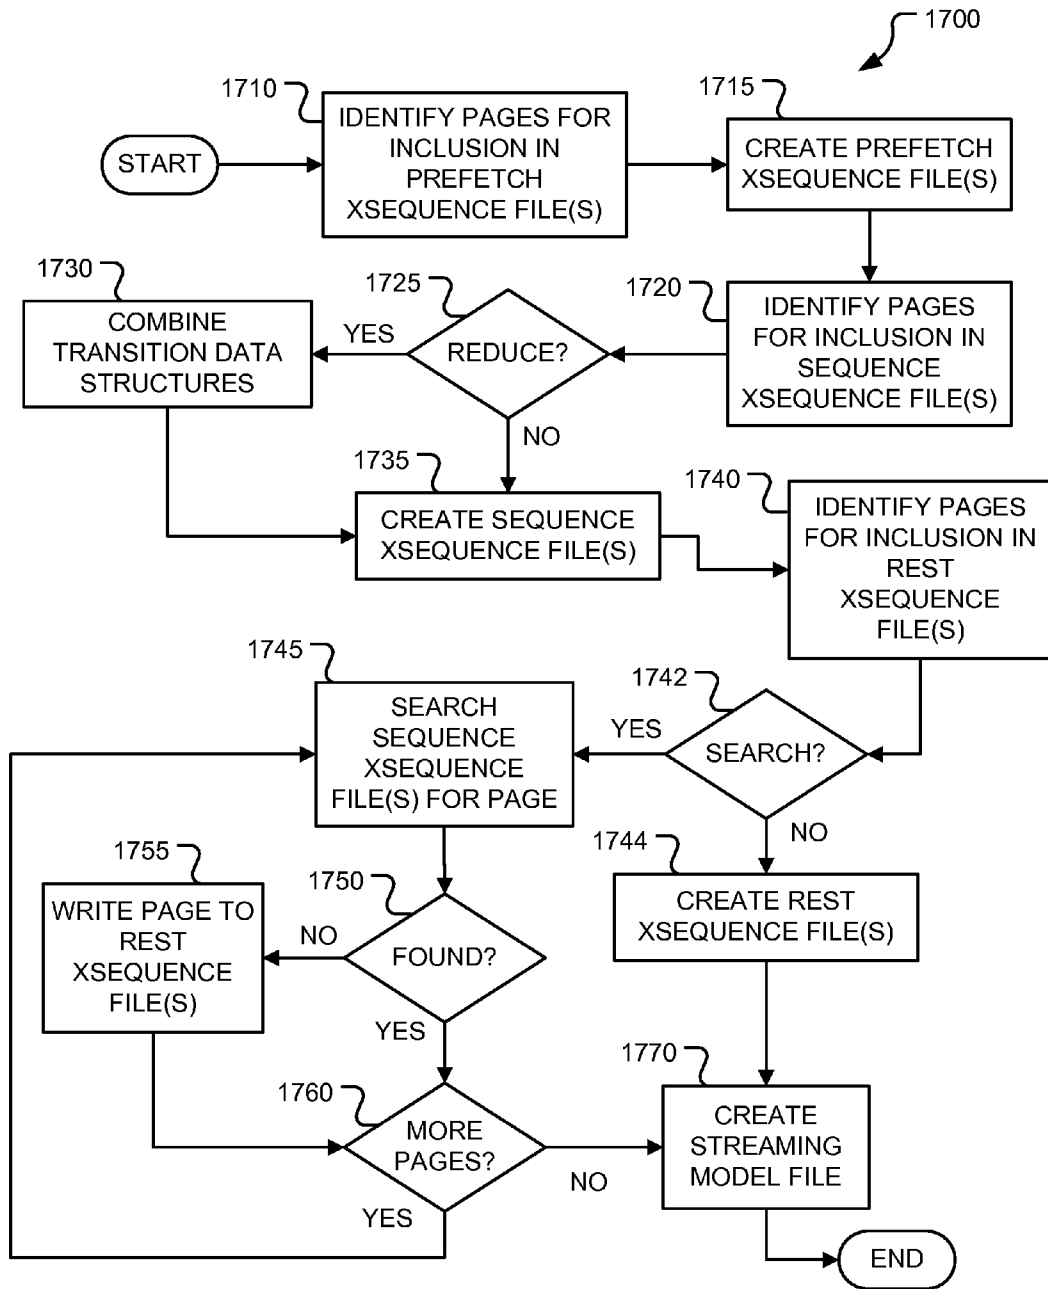 1700
1710
IDENTIFY PAGES FOR
INCLUSION IN
PREFETCH
XSEQUENCE FILE(S)
1715
CREATE PREFETCH
XSEQUENCE FILE(S)
START
1730
COMBINE
TRANSITION DATA
STRUCTURES
1725
YES
REDUCE?
NO
1720
IDENTIFY PAGES
FOR INCLUSION IN
SEQUENCE
XSEQUENCE FILE(S)
1735
CREATE SEQUENCE
XSEQUENCE FILE(S)
1740
IDENTIFY PAGES
FOR INCLUSION IN
REST
XSEQUENCE
FILE(S)
1745
SEARCH
SEQUENCE
XSEQUENCE
FILE(S) FOR PAGE
1742
YES
SEARCH?
NO
1744
CREATE REST
XSEQUENCE FILE(S)
1755
WRITE PAGE TO
REST
XSEQUENCE
FILE(S)
1750
NO
FOUND?
YES
1760
MORE
PAGES?
NO
YES
1770
CREATE
STREAMING
MODEL FILE
END